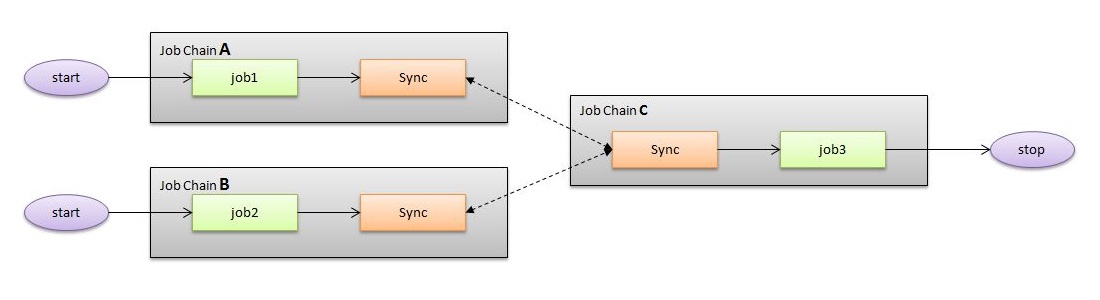 Job Chain A
start
job1
Sync
Job Chain C
Sync
job3
stop
Job Chain B
start
job2
Sync